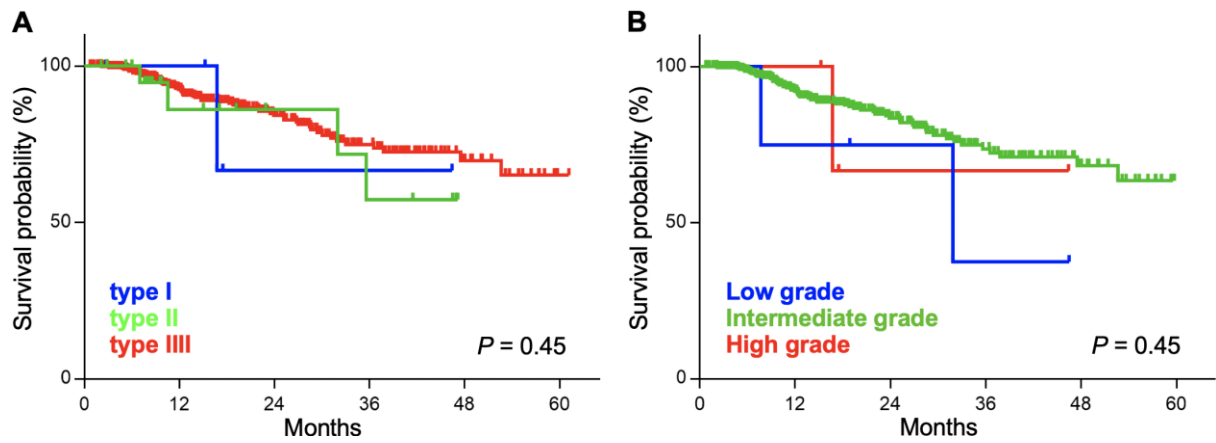 A
Survival probability (%)
100
50
0
type I
type II
type IIII
P = 0.45
0 12 24 36 48 60
Months
B
Survival probability (%)
100
50
0
Low grade
Intermediate grade
High grade
P = 0.45
0 12 24 36 48 60
Months